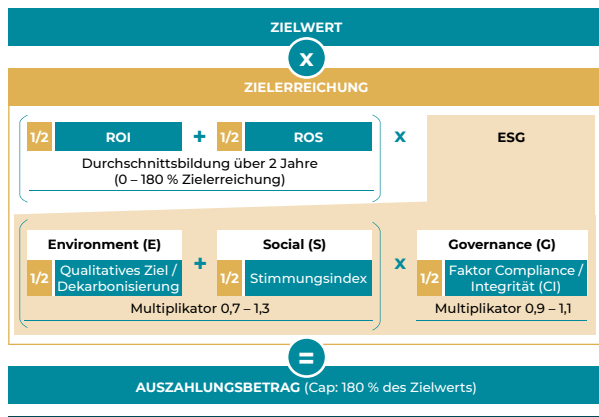 ZIELWERT
x
ZIELERREICHUNG
1/2 ROI + 1/2 ROS x ESG
Durchschnittsbildung über 2 Jahre
(0 – 180 % Zielerreichung)
Environment (E) Social (S) Governance (G)
1/2 Qualitatives Ziel / Dekarbonisierung + 1/2 Stimmungsindex x 1/2 Faktor Compliance / Integrität (CI)
Multiplikator 0,7 – 1,3 Multiplikator 0,9 – 1,1
=
AUSZAHLUNGSBETRAG (Cap: 180 % des Zielwerts)